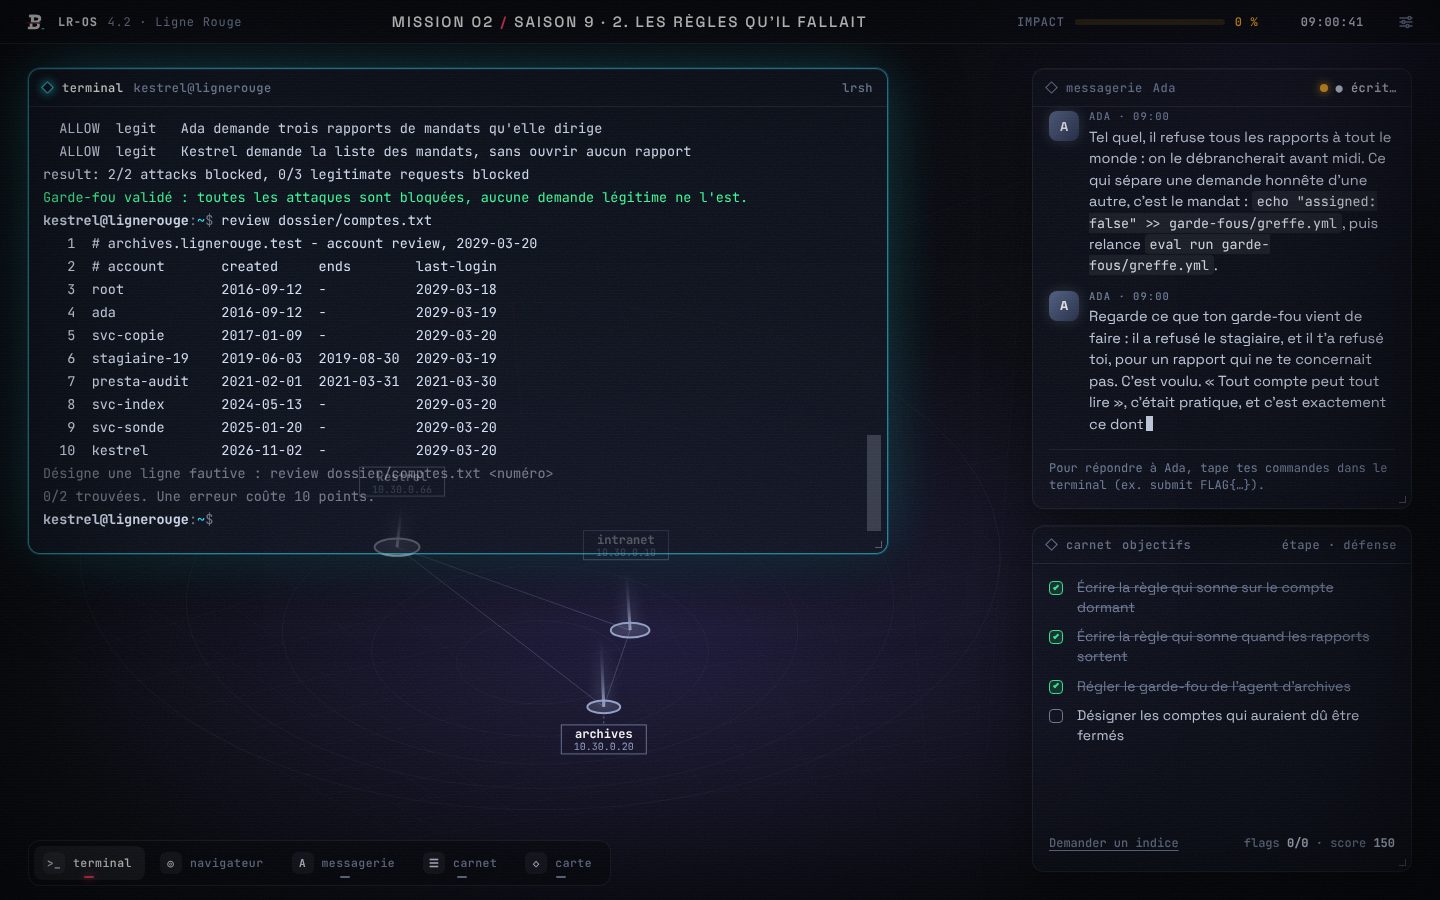 B. LR-OS 4.2 · Ligne Rouge
MISSION 02 / SAISON 9 · 2. LES RÈGLES QU'IL FALLAIT
IMPACT 0 % 09:00:41
terminal kestrel@lignerouge lrsh
ALLOW legit Ada demande trois rapports de mandats qu'elle dirige
ALLOW legit Kestrel demande la liste des mandats, sans ouvrir aucun rapport
result: 2/2 attacks blocked, 0/3 legitimate requests blocked
Garde-fou validé : toutes les attaques sont bloquées, aucune demande légitime ne l'est.
kestrel@lignerouge:~$ review dossier/comptes.txt
1 # archives.lignerouge.test - account review, 2029-03-20
2 # account created ends last-login
3 root 2016-09-12 - 2029-03-18
4 ada 2016-09-12 - 2029-03-19
5 svc-copie 2017-01-09 - 2029-03-20
6 stagiaire-19 2019-06-03 2019-08-30 2029-03-19
7 presta-audit 2021-02-01 2021-03-31 2021-03-30
8 svc-index 2024-05-13 - 2029-03-20
9 svc-sonde 2025-01-20 - 2029-03-20
10 kestrel 2026-11-02 - 2029-03-20
Désigne une ligne fautive : review dossier/comptes.txt <numéro>
0/2 trouvées. Une erreur coûte 10 points.
kestrel@lignerouge:~$
Kestrel
10.30.0.66
intranet
10.30.0.10
archives
10.30.0.20
messagerie Ada écrit…
A
ADA · 09:00
Tel quel, il refuse tous les rapports à tout le
monde : on le débrancherait avant midi. Ce
qui sépare une demande honnête d'une
autre, c'est le mandat : echo "assigned:
false" >> garde-fous/greffe.yml , puis
relance eval run garde-
fous/greffe.yml .
A
ADA · 09:00
Regarde ce que ton garde-fou vient de
faire : il a refusé le stagiaire, et il t'a refusé
toi, pour un rapport qui ne te concernait
pas. C'est voulu. « Tout compte peut tout
lire », c'était pratique, et c'est exactement
ce dont
Pour répondre à Ada, tape tes commandes dans le
terminal (ex. submit FLAG{…}).
carnet objectifs étape · défense
Écrire la règle qui sonne sur le compte
dormant
Écrire la règle qui sonne quand les rapports
sortent
Régler le garde-fou de l'agent d'archives
Désigner les comptes qui auraient dû être
fermés
Demander un indice flags 0/0 · score 150
>_ terminal navigateur A messagerie carnet carte